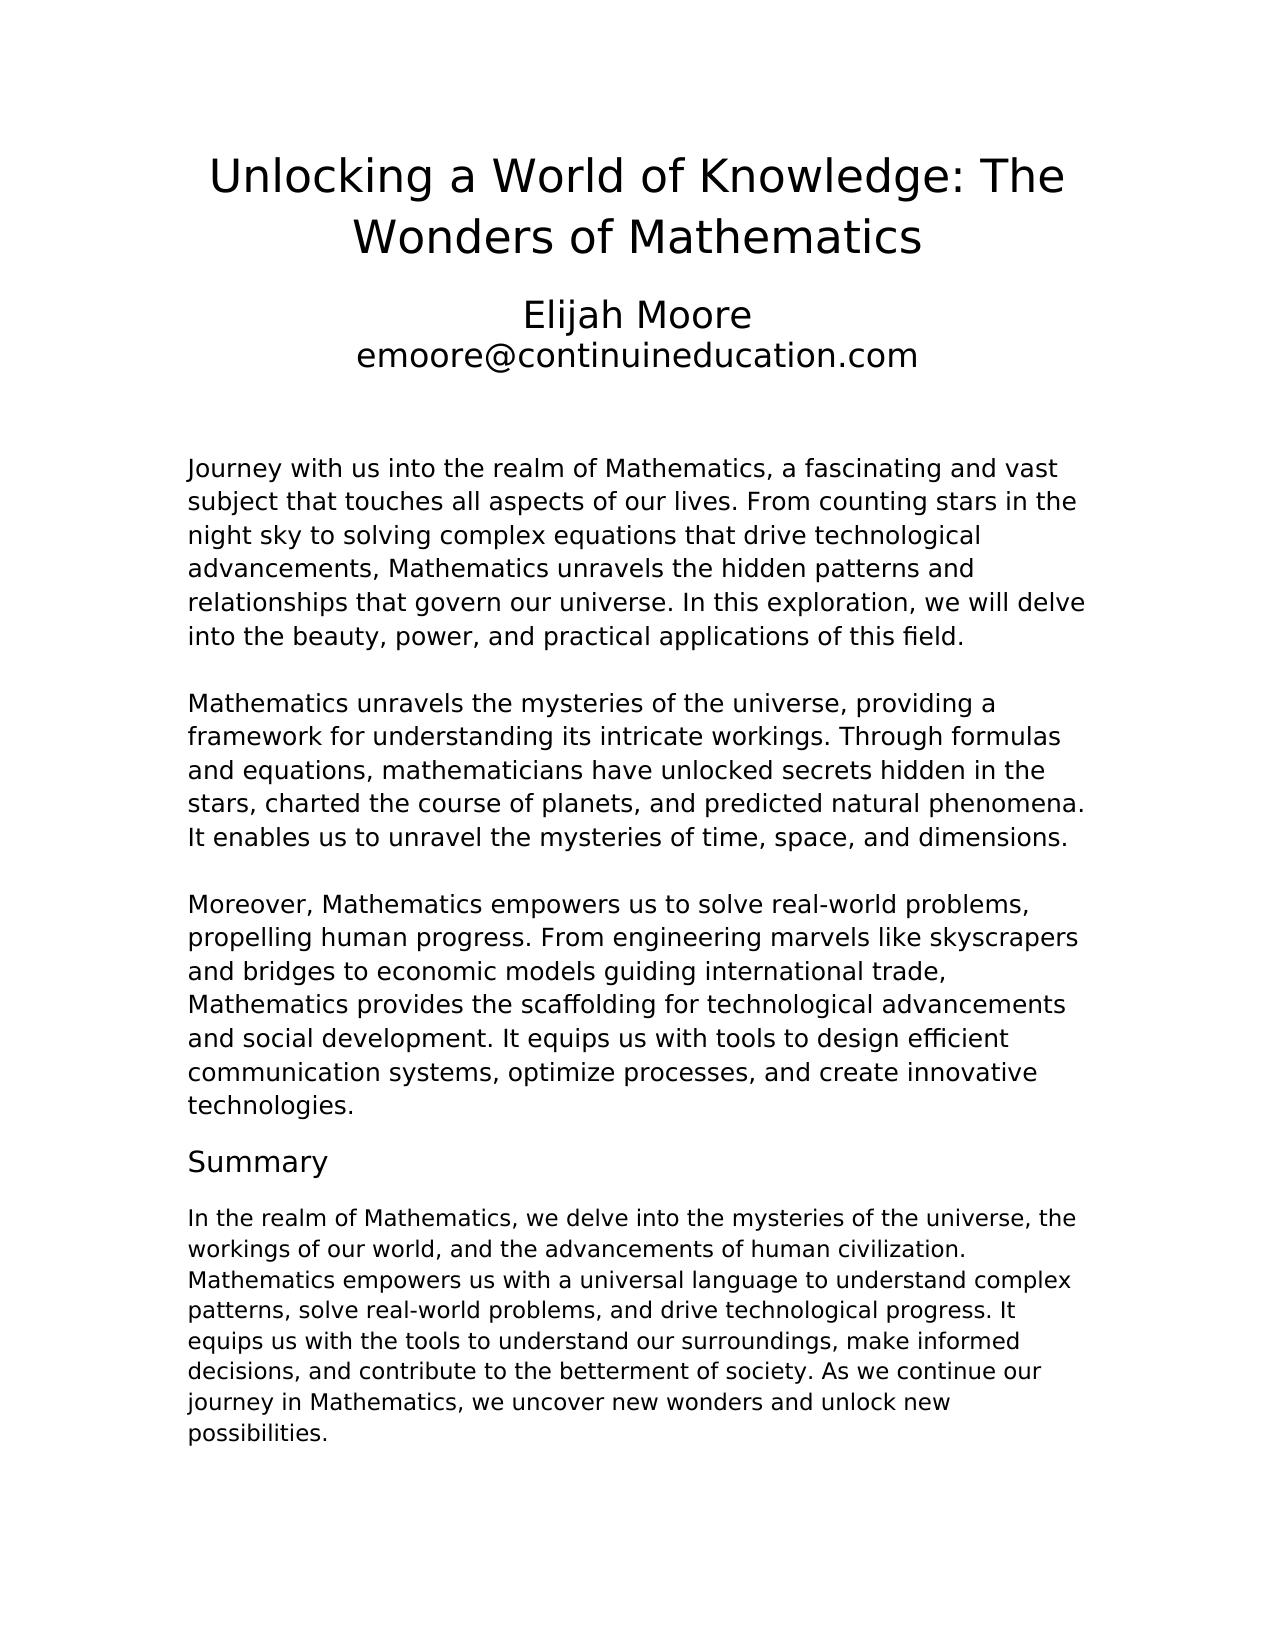 Unlocking a World of Knowledge: The
Wonders of Mathematics
Elijah Moore
emoore@continuineducation.com
Journey with us into the realm of Mathematics, a fascinating and vast
subject that touches all aspects of our lives. From counting stars in the
night sky to solving complex equations that drive technological
advancements, Mathematics unravels the hidden patterns and
relationships that govern our universe. In this exploration, we will delve
into the beauty, power, and practical applications of this field.
Mathematics unravels the mysteries of the universe, providing a
framework for understanding its intricate workings. Through formulas
and equations, mathematicians have unlocked secrets hidden in the
stars, charted the course of planets, and predicted natural phenomena.
It enables us to unravel the mysteries of time, space, and dimensions.
Moreover, Mathematics empowers us to solve real-world problems,
propelling human progress. From engineering marvels like skyscrapers
and bridges to economic models guiding international trade,
Mathematics provides the scaffolding for technological advancements
and social development. It equips us with tools to design efficient
communication systems, optimize processes, and create innovative
technologies.
Summary
In the realm of Mathematics, we delve into the mysteries of the universe, the
workings of our world, and the advancements of human civilization.
Mathematics empowers us with a universal language to understand complex
patterns, solve real-world problems, and drive technological progress. It
equips us with the tools to understand our surroundings, make informed
decisions, and contribute to the betterment of society. As we continue our
journey in Mathematics, we uncover new wonders and unlock new
possibilities.